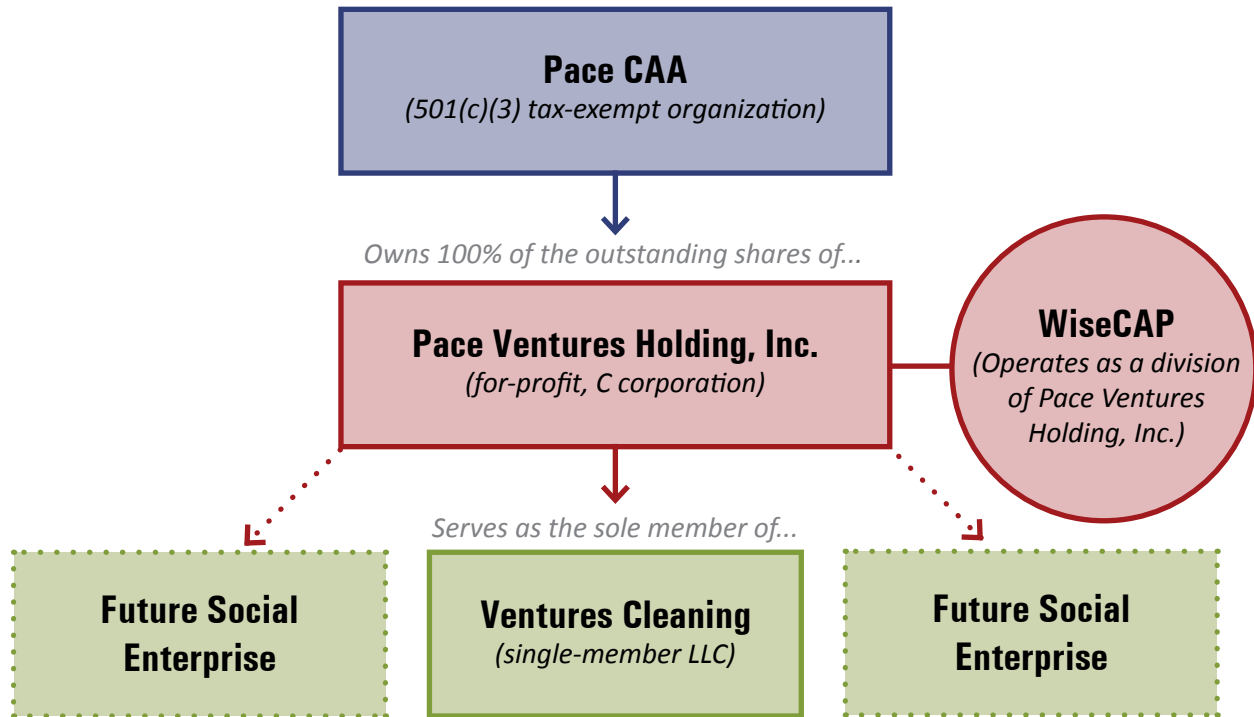 Pace CAA
(501(c)(3) tax-exempt organization)
Owns 100% of the outstanding shares of...
Pace Ventures Holding, Inc.
(for-profit, C corporation)
WiseCAP
(Operates as a division
of Pace Ventures
Holding, Inc.)
Serves as the sole member of...
Future Social
Enterprise
Ventures Cleaning
(single-member LLC)
Future Social
Enterprise